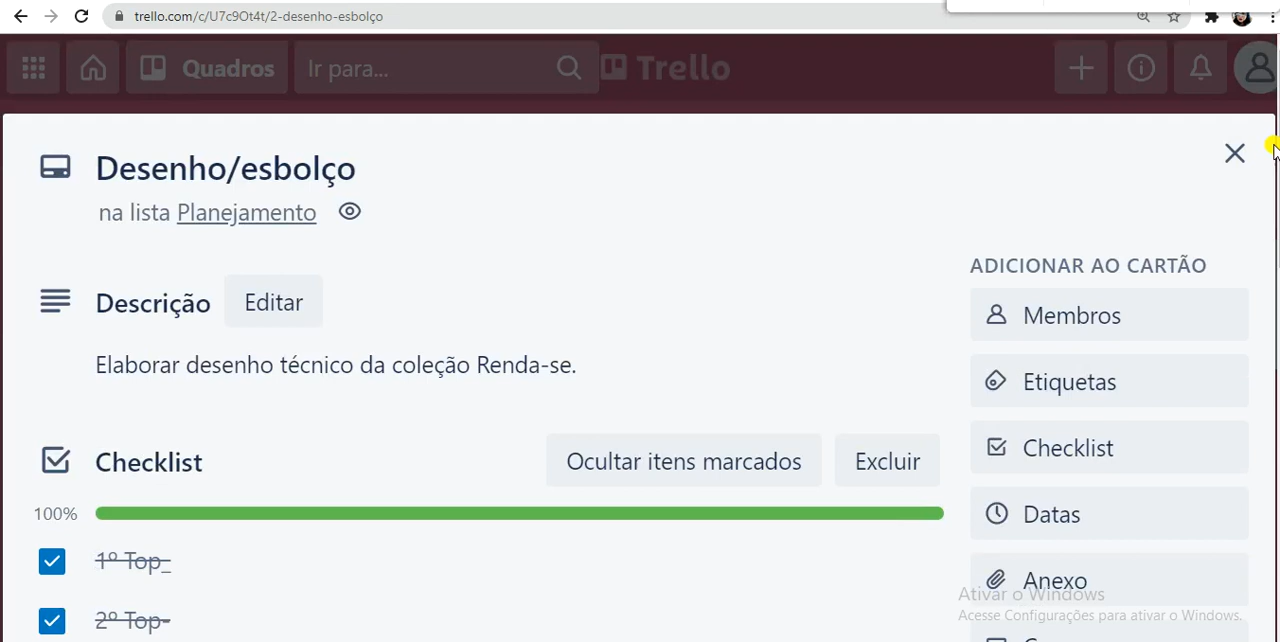 trello.com/c/U7c9Ot4t/2-desenho-esbolço
Quadros
Ir para...
Trello
Desenho/esbolço
na lista Planejamento
ADICIONAR AO CARTÃO
Descrição
Editar
Membros
Elaborar desenho técnico da coleção Renda-se.
Etiquetas
Checklist
Ocultar itens marcados
Excluir
Checklist
100%
Datas
1º Top_
Anexo
2º Top-
Ativar o Windows
Acesse Configurações para ativar o Windows.